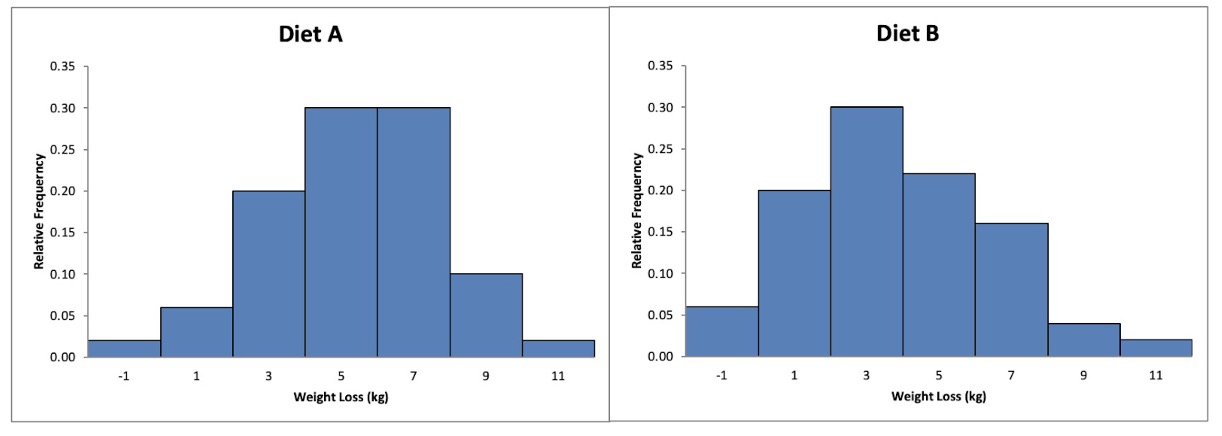 Diet A
0.35
0.30
0.25
0.20
0.15
0.10
0.05
0.00
Relative Frequerncy
-1 1 3 5 7 9 11
Weight Loss (kg)
Diet B
0.35
0.30
0.25
0.20
0.15
0.10
0.05
0.00
Relative Frequerncy
-1 1 3 5 7 9 11
Weight Loss (kg)